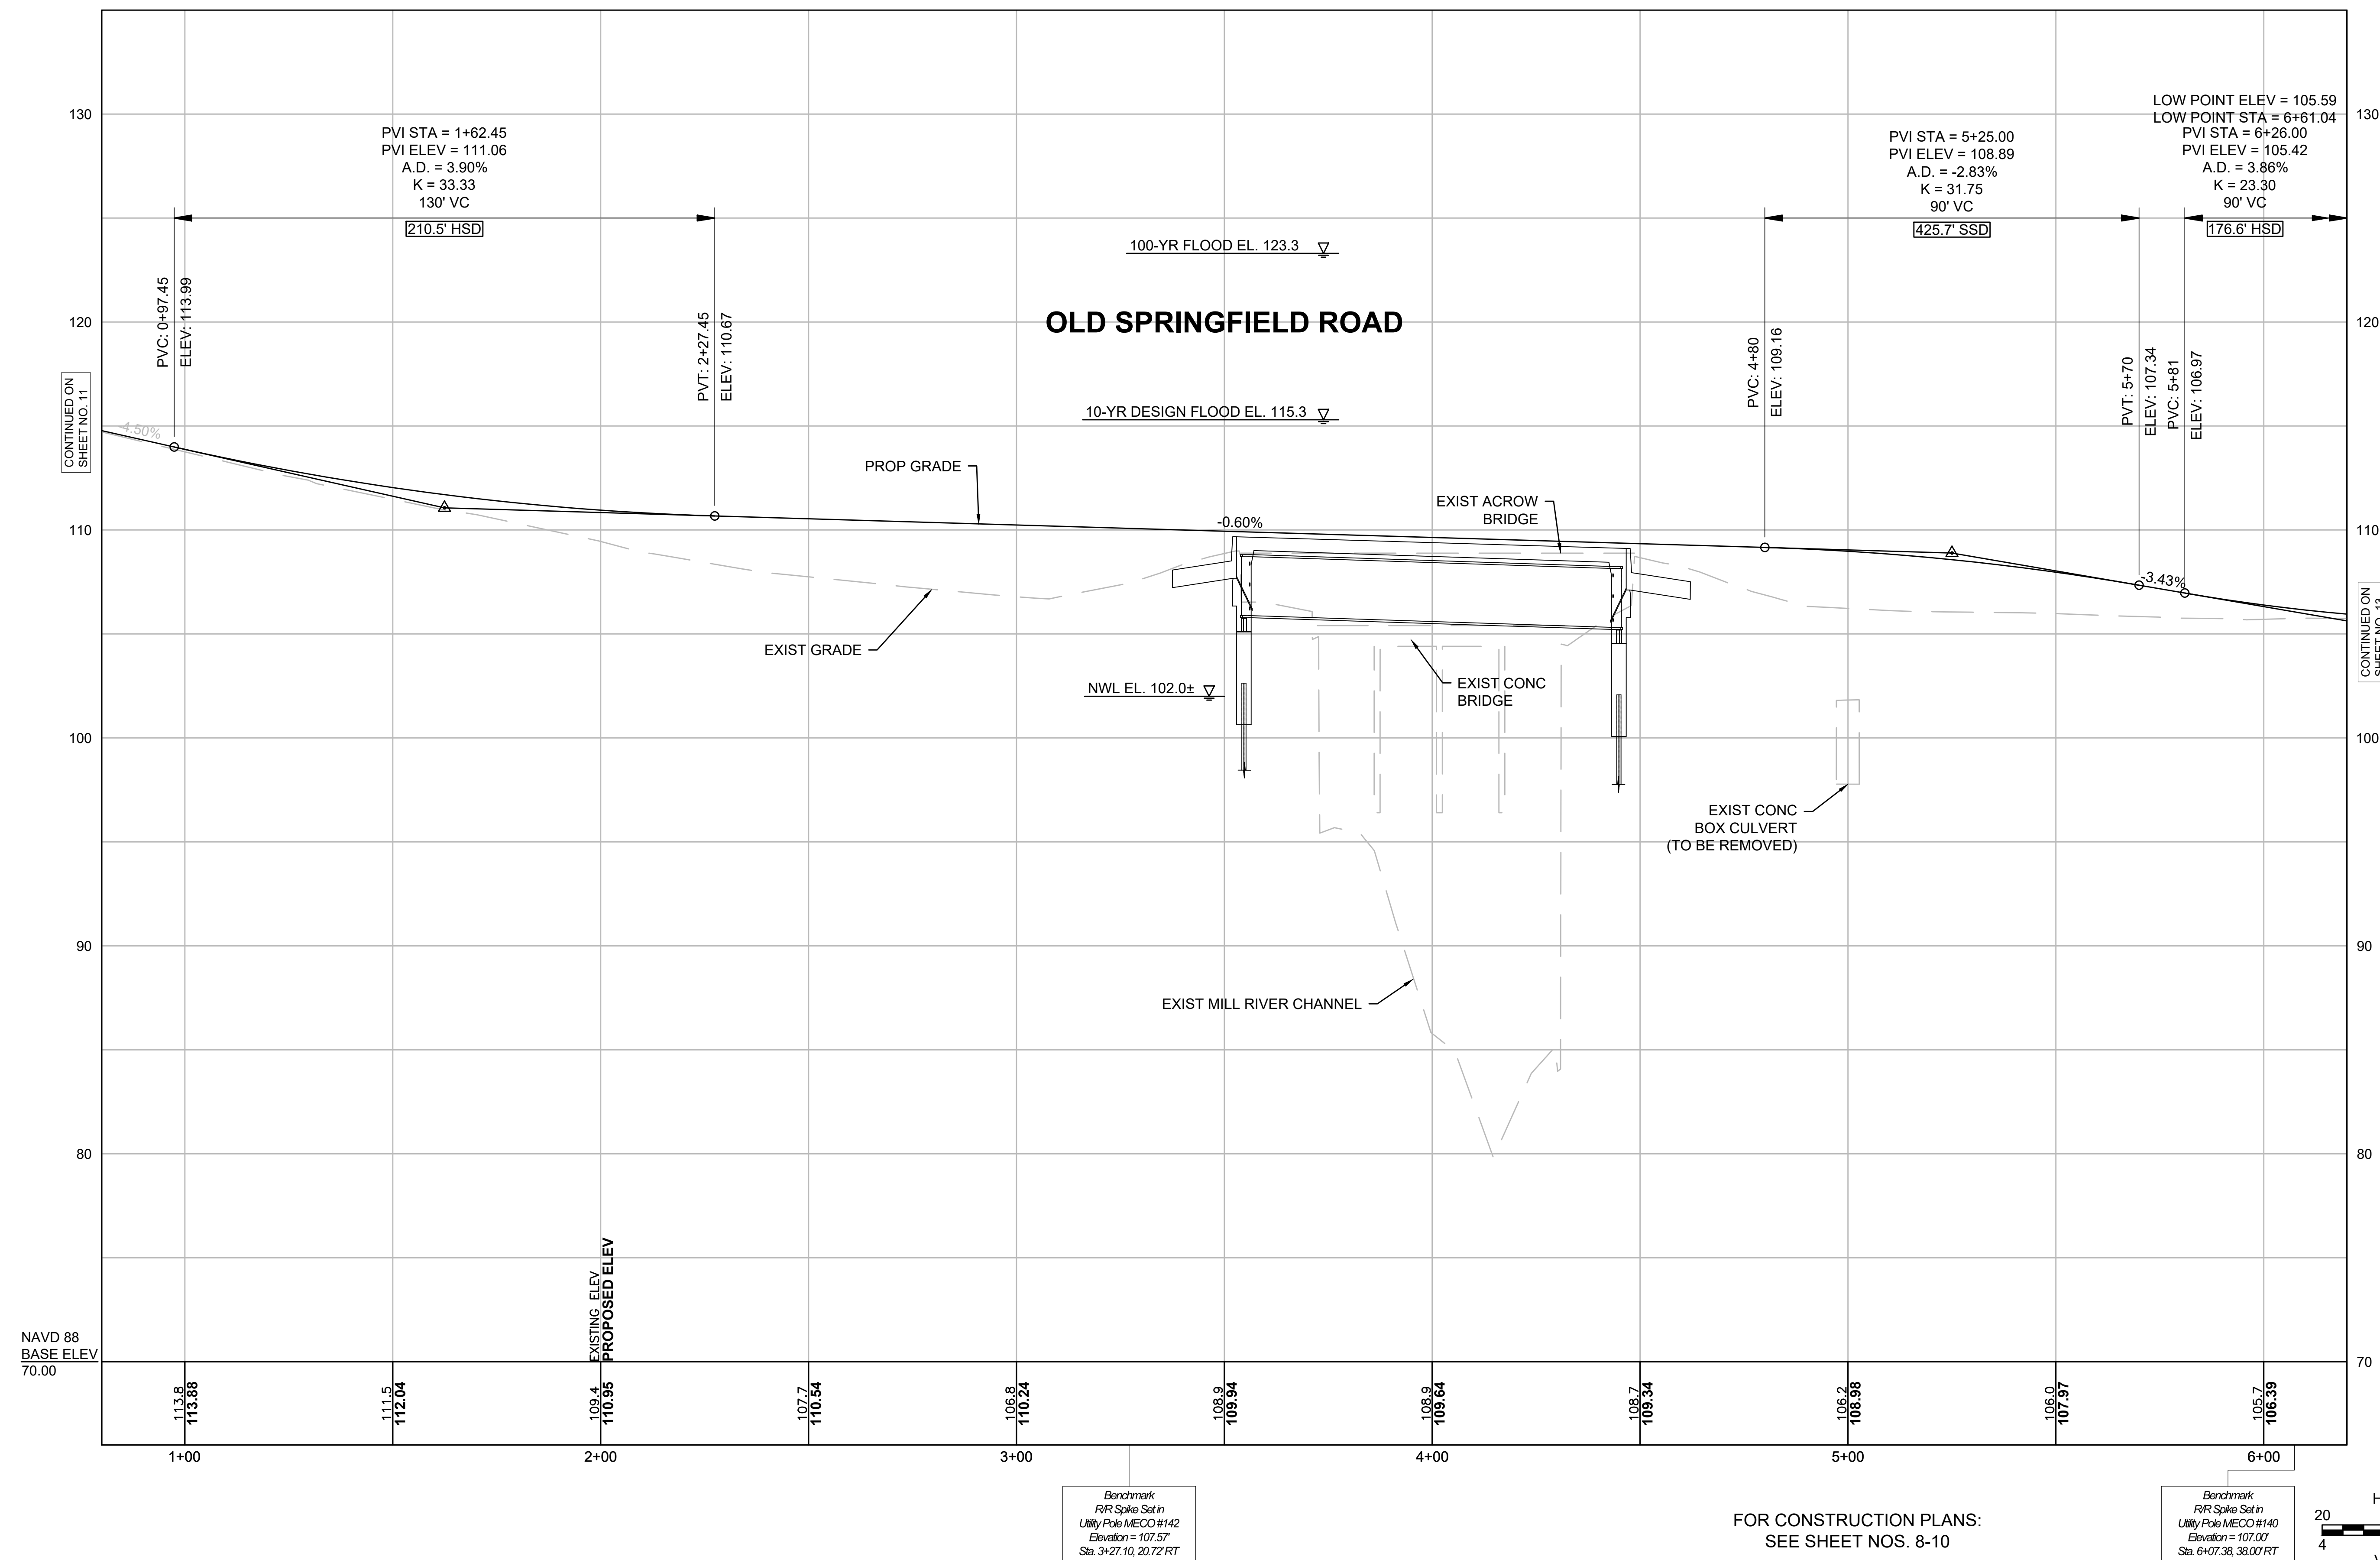 130
120
110
100
90
80
70
PVI STA = 1+62.45
PVI ELEV = 111.06
A.D. = 3.90%
K = 33.33
130' VC
210.5' HSD
PVC: 0+97.45
ELEV: 113.99
PVT: 2+27.45
ELEV: 110.67
CONTINUED ON
SHEET NO. 11
-4.50%
100-YR FLOOD EL. 123.3
OLD SPRINGFIELD ROAD
10-YR DESIGN FLOOD EL. 115.3
PROP GRADE
EXIST GRADE
-0.60%
EXIST ACROW
BRIDGE
NWL EL. 102.0±
EXIST CONC
BRIDGE
EXIST MILL RIVER CHANNEL
EXIST CONC
BOX CULVERT
(TO BE REMOVED)
PVI STA = 5+25.00
PVI ELEV = 108.89
A.D. = -2.83%
K = 31.75
90' VC
425.7' SSD
PVC: 4+80
ELEV: 109.16
PVT: 5+70
ELEV: 107.34
PVC: 5+81
ELEV: 106.97
-3.43%
LOW POINT ELEV = 105.59
LOW POINT STA = 6+61.04
PVI STA = 6+26.00
PVI ELEV = 105.42
A.D. = 3.86%
K = 23.30
90' VC
176.6' HSD
130
120
110
100
90
80
70
CONTINUED ON
SHEET NO. 13
NAVD 88
BASE ELEV
70.00
EXISTING ELEV
PROPOSED ELEV
113.8
113.88
111.5
112.04
109.4
110.95
107.7
110.54
106.8
110.24
108.9
109.94
108.9
109.64
108.7
109.34
106.2
108.98
106.0
107.97
105.7
106.39
1+00
2+00
3+00
4+00
5+00
6+00
Benchmark
R/R Spike Set in
Utility Pole MECO #142
Elevation = 107.57'
Sta. 3+27.10, 20.72' RT
FOR CONSTRUCTION PLANS:
SEE SHEET NOS. 8-10
Benchmark
R/R Spike Set in
Utility Pole MECO #140
Elevation = 107.00'
Sta. 6+07.38, 38.00' RT
20
4